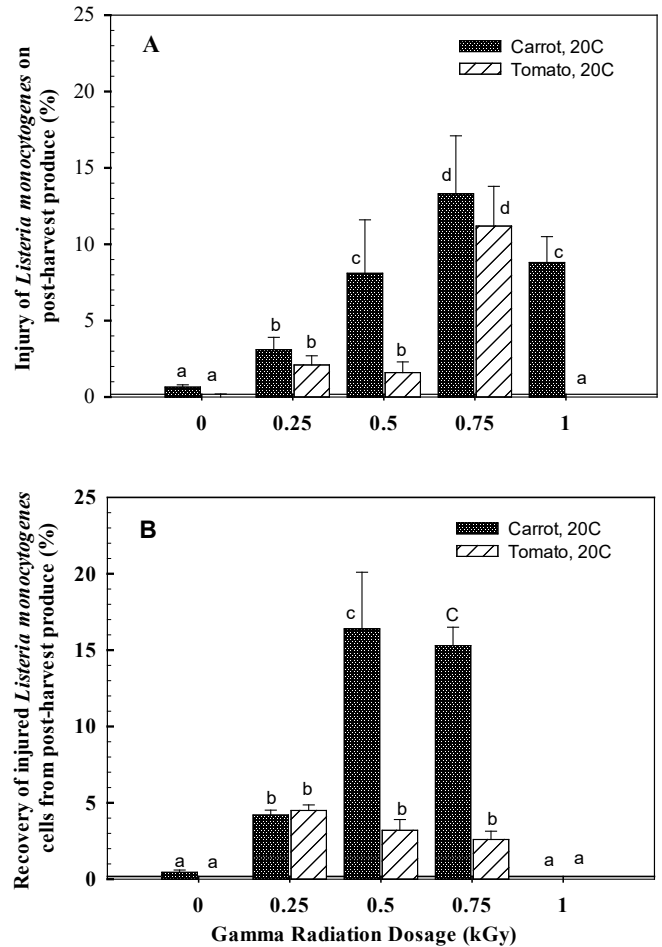 A
Carrot, 20C
Tomato, 20C
Injury of Listeria monocytogenes on
post-harvest produce (%)
25
20
15
10
5
0
a a b b c b d d c a
0 0.25 0.5 0.75 1
B
Carrot, 20C
Tomato, 20C
Recovery of injured Listeria monocytogenes
cells from post-harvest produce (%)
25
20
15
10
5
0
a a b b c b C b a a
0 0.25 0.5 0.75 1
Gamma Radiation Dosage (kGy)